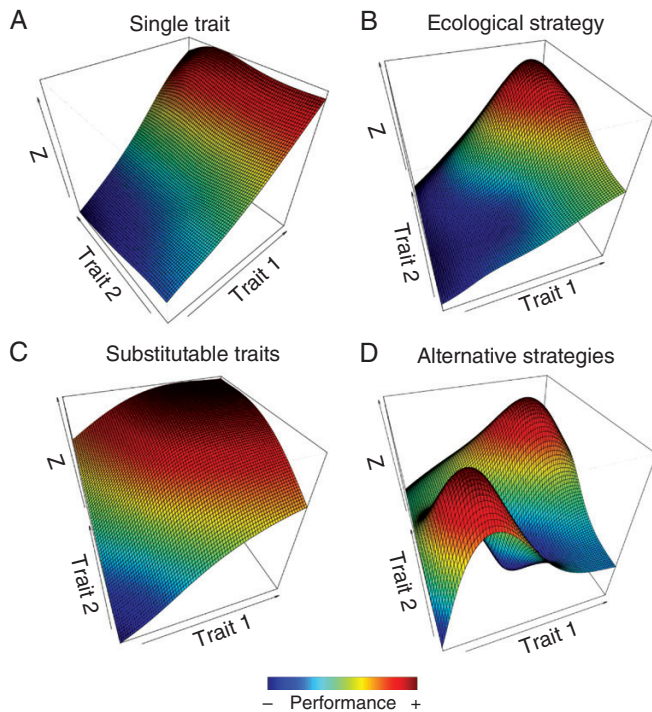 A
Single trait
Z
Trait 2
Trait 1
B
Ecological strategy
Z
Trait 2
Trait 1
C
Substitutable traits
Z
Trait 2
Trait 1
D
Alternative strategies
Z
Trait 2
Trait 1
– Performance +